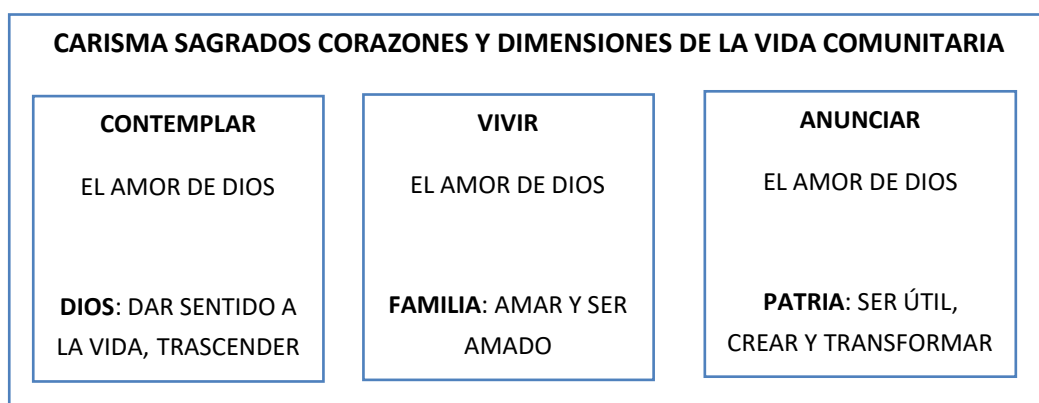 CARISMA SAGRADOS CORAZONES Y DIMENSIONES DE LA VIDA COMUNITARIA
CONTEMPLAR
EL AMOR DE DIOS
DIOS: DAR SENTIDO A
LA VIDA, TRASCENDER
VIVIR
EL AMOR DE DIOS
FAMILIA: AMAR Y SER
AMADO
ANUNCIAR
EL AMOR DE DIOS
PATRIA: SER ÚTIL,
CREAR Y TRANSFORMAR